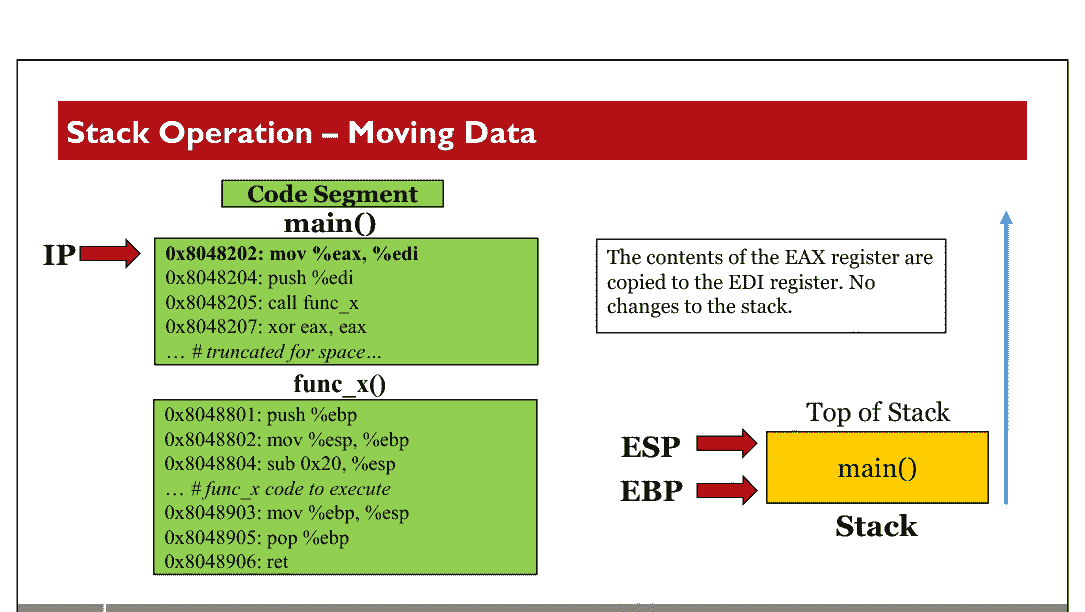 Stack Operation – Moving Data
Code Segment
main()
IP
0x8048202: mov %eax, %edi
0x8048204: push %edi
0x8048205: call func_x
0x8048207: xor eax, eax
… # truncated for space…
func_x()
0x8048801: push %ebp
0x8048802: mov %esp, %ebp
0x8048804: sub 0x20, %esp
… # func_x code to execute
0x8048903: mov %ebp, %esp
0x8048905: pop %ebp
0x8048906: ret
The contents of the EAX register are
copied to the EDI register. No
changes to the stack.
Top of Stack
ESP
EBP
main()
Stack